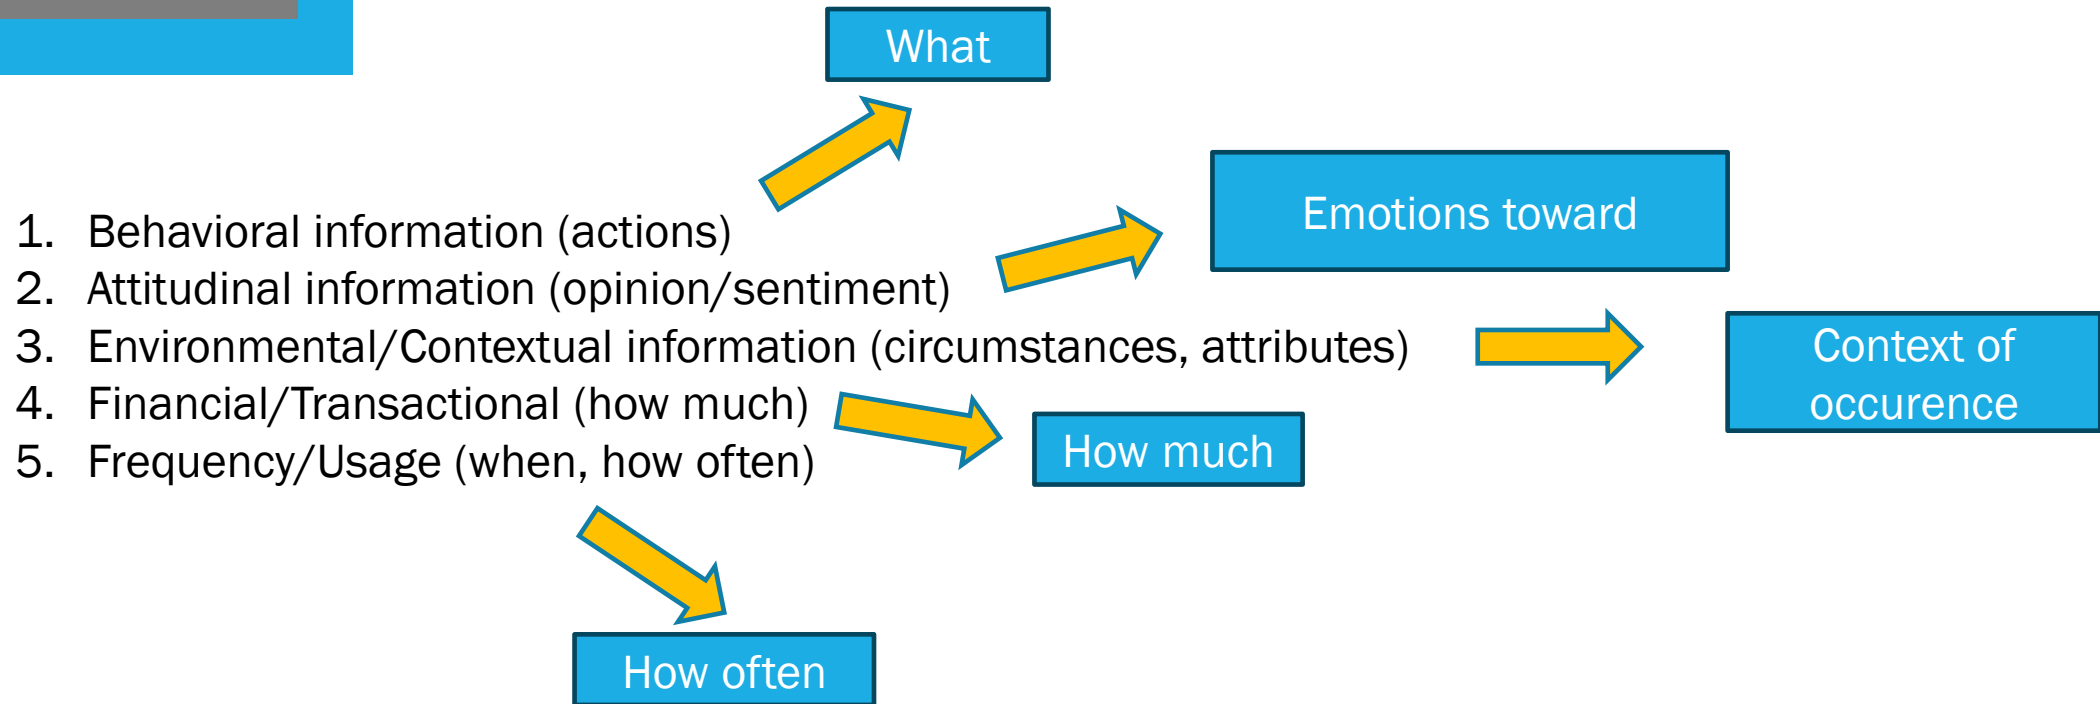 What
Emotions toward
1. Behavioral information (actions)
2. Attitudinal information (opinion/sentiment)
3. Environmental/Contextual information (circumstances, attributes)
4. Financial/Transactional (how much)
5. Frequency/Usage (when, how often)
Context of
occurence
How much
How often